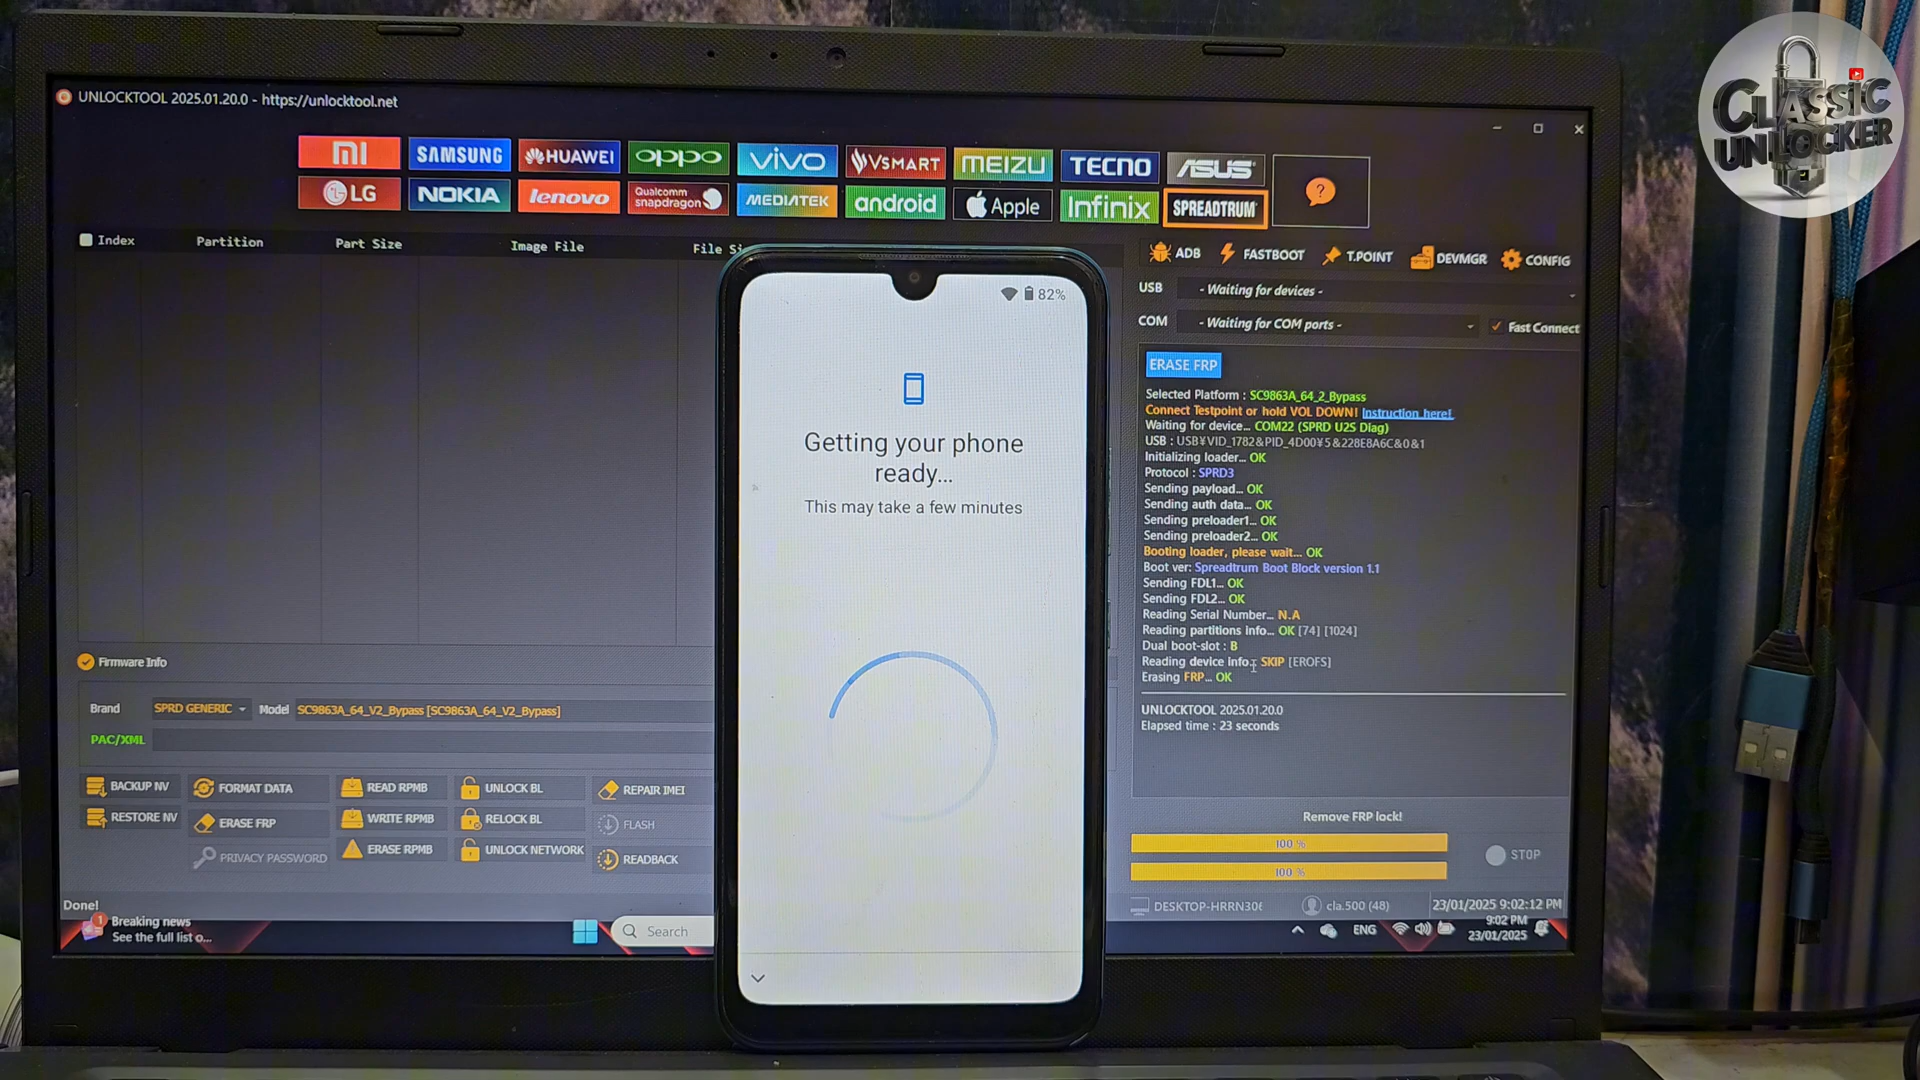 CLASSIC
UNLOCKER
UNLOCKTOOL 2025.01.20.0 - https://unlocktool.net
MI SAMSUNG HUAWEI oppo vivo VSMART MEIZU TECNO ASUS ?
LG NOKIA lenovo Qualcomm snapdragon MEDIATEK android Apple Infinix SPREADTRUM
Index Partition Part Size Image File File Si
ADB FASTBOOT T.POINT DEVMGR CONFIG
USB - Waiting for devices -
COM - Waiting for COM ports - Fast Connect
ERASE FRP
Selected Platform : SC9863A_64_2_Bypass
Connect Testpoint or hold VOL DOWN! Instruction here!
Waiting for device... COM22 (SPRD U2S Diag)
USB : USB¥VID_1782&PID_4D00¥5&228E8A6C&0&1
Initializing loader... OK
Protocol : SPRD3
Sending payload... OK
Sending auth data... OK
Sending preloader1... OK
Sending preloader2... OK
Booting loader, please wait... OK
Boot ver: Spreadtrum Boot Block version 1.1
Sending FDL1... OK
Sending FDL2... OK
Reading Serial Number... N.A
Reading partitions info... OK [74] [1024]
Dual boot-slot : B
Reading device info... SKIP [EROFS]
Erasing FRP... OK
UNLOCKTOOL 2025.01.20.0
Elapsed time : 23 seconds
82%
Getting your phone
ready...
This may take a few minutes
Firmware Info
Brand SPRD GENERIC Model SC9863A_64_V2_Bypass [SC9863A_64_V2_Bypass]
PAC/XML
BACKUP NV FORMAT DATA READ RPMB UNLOCK BL REPAIR IMEI
RESTORE NV ERASE FRP WRITE RPMB RELOCK BL FLASH
PRIVACY PASSWORD ERASE RPMB UNLOCK NETWORK READBACK
Remove FRP lock!
100 %
100 %
STOP
Done!
DESKTOP-HRRN306 cla.500 (48) 23/01/2025 9:02:12 PM
1
Breaking news
See the full list o...
Search
ENG
9:02 PM
23/01/2025